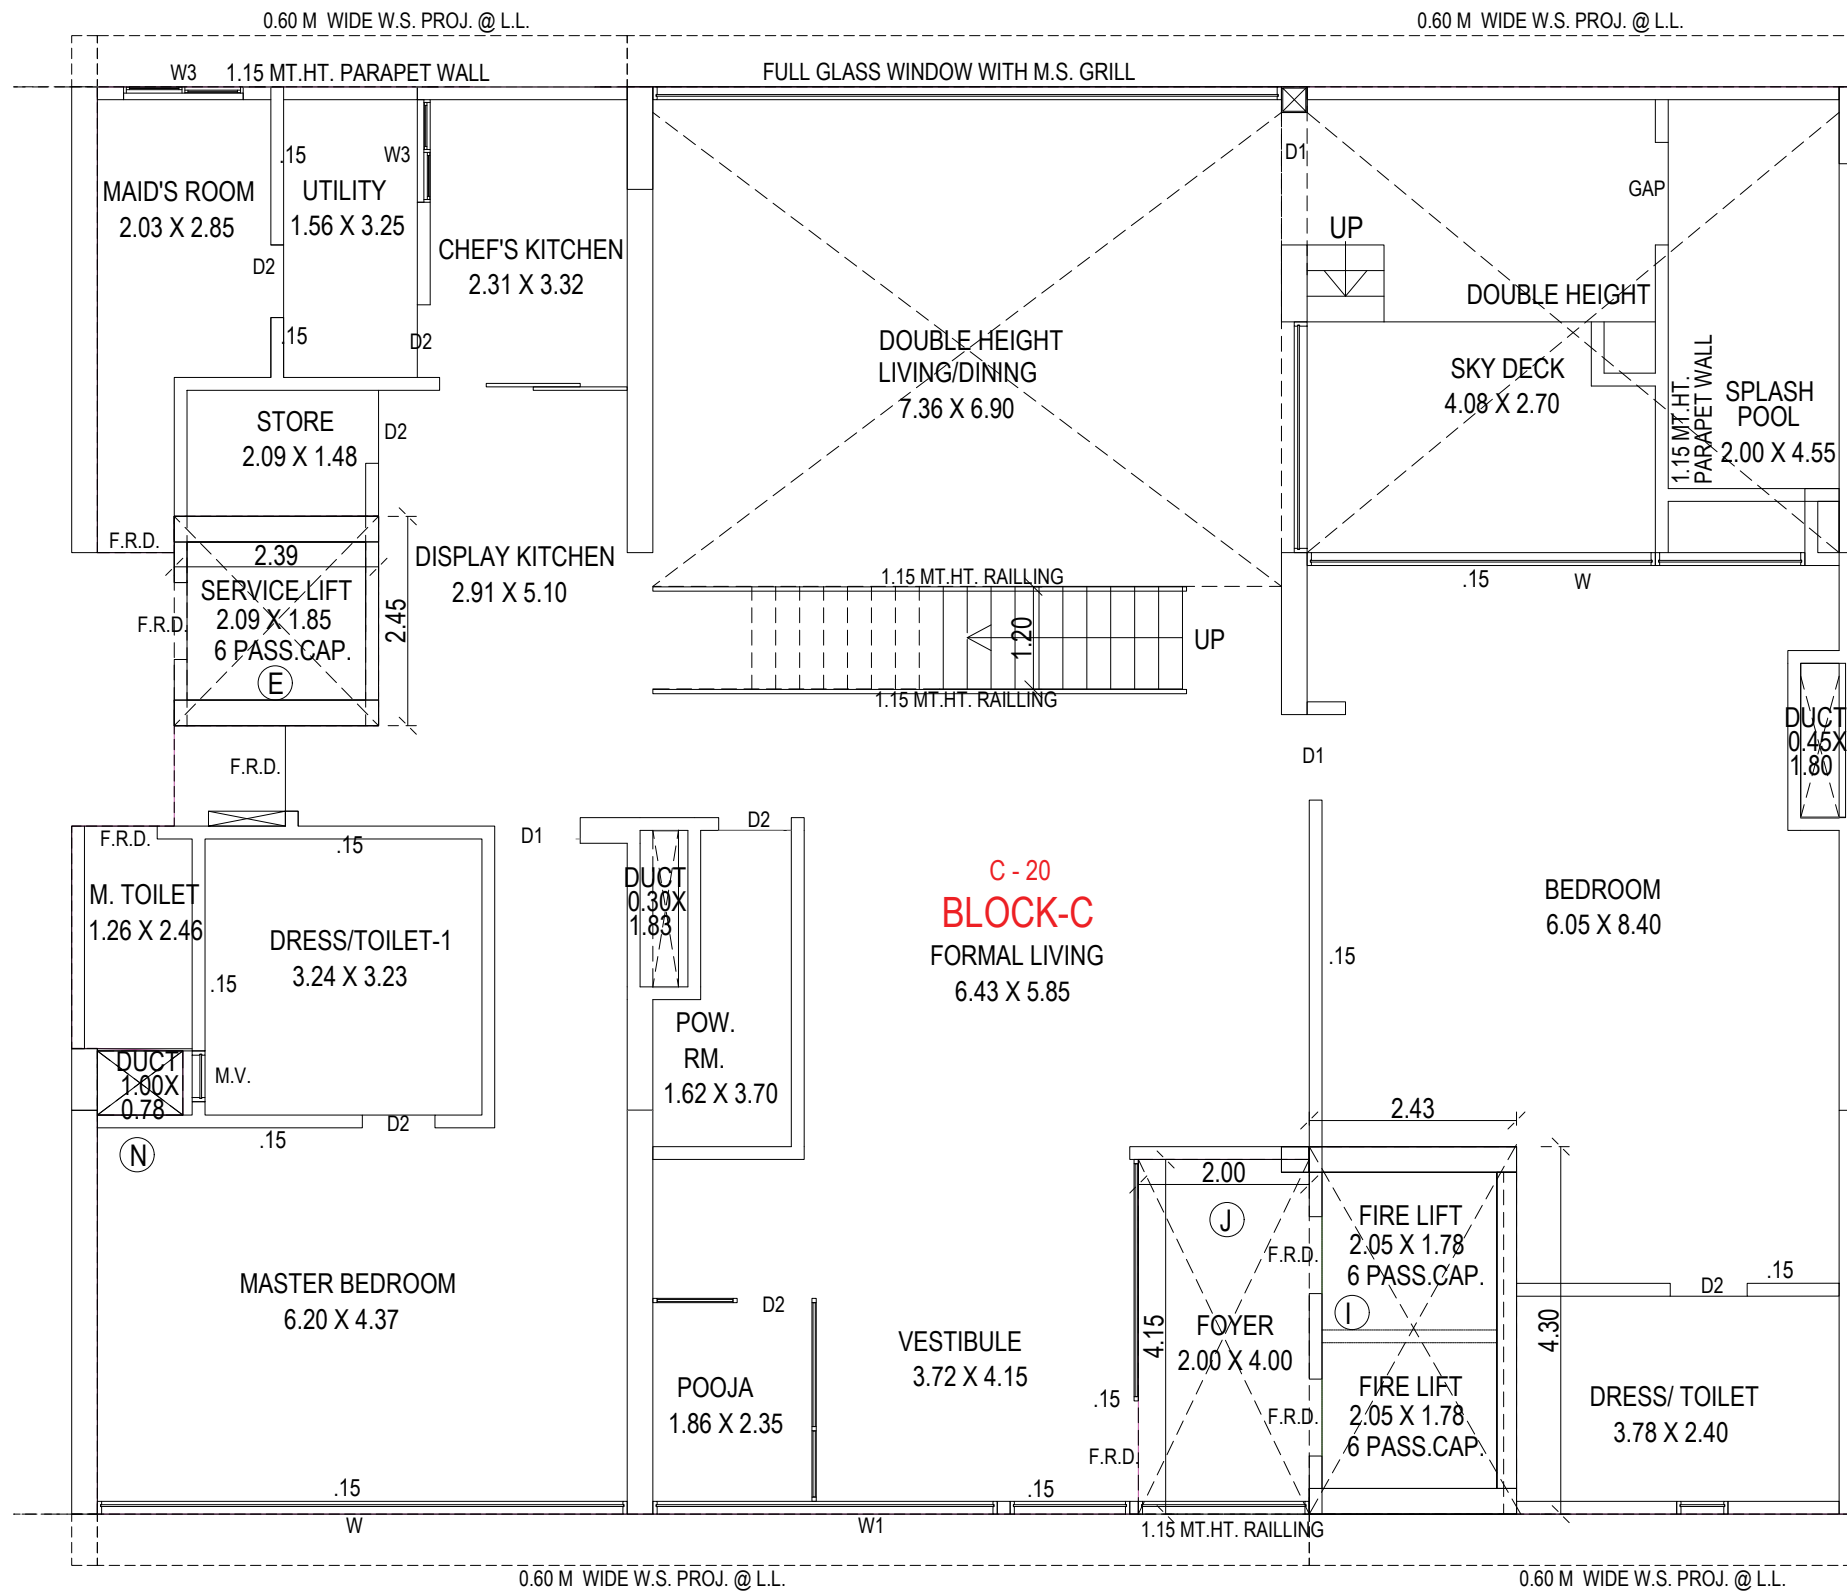 0.60 M WIDE W.S. PROJ. @ L.L.
0.60 M WIDE W.S. PROJ. @ L.L.
W3
1.15 MT.HT. PARAPET WALL
FULL GLASS WINDOW WITH M.S. GRILL
MAID'S ROOM
2.03 X 2.85
.15
UTILITY
1.56 X 3.25
W3
D2
.15
CHEF'S KITCHEN
2.31 X 3.32
D2
DOUBLE HEIGHT
LIVING/DINING
7.36 X 6.90
D1
UP
GAP
DOUBLE HEIGHT
SKY DECK
4.08 X 2.70
1.15 MT.HT.
PARAPET WALL
SPLASH
POOL
2.00 X 4.55
STORE
2.09 X 1.48
D2
F.R.D.
2.39
SERVICE LIFT
2.09 X 1.85
6 PASS.CAP.
E
F.R.D.
2.45
DISPLAY KITCHEN
2.91 X 5.10
1.15 MT.HT. RAILLING
1.20
UP
1.15 MT.HT. RAILLING
.15
W
DUCT
0.45X
1.80
F.R.D.
D1
F.R.D.
.15
D1
D2
M. TOILET
1.26 X 2.46
DRESS/TOILET-1
3.24 X 3.23
.15
DUCT
0.30X
1.83
C - 20
BLOCK-C
FORMAL LIVING
6.43 X 5.85
BEDROOM
6.05 X 8.40
.15
POW.
RM.
1.62 X 3.70
DUCT
1.00X
0.78
M.V.
D2
.15
N
2.43
2.00
J
FIRE LIFT
2.05 X 1.78
6 PASS.CAP.
F.R.D.
I
D2
.15
MASTER BEDROOM
6.20 X 4.37
D2
VESTIBULE
3.72 X 4.15
4.15
FOYER
2.00 X 4.00
4.30
POOJA
1.86 X 2.35
.15
F.R.D.
F.R.D.
FIRE LIFT
2.05 X 1.78
6 PASS.CAP.
DRESS/ TOILET
3.78 X 2.40
.15
.15
W
W1
1.15 MT.HT. RAILLING
0.60 M WIDE W.S. PROJ. @ L.L.
0.60 M WIDE W.S. PROJ. @ L.L.